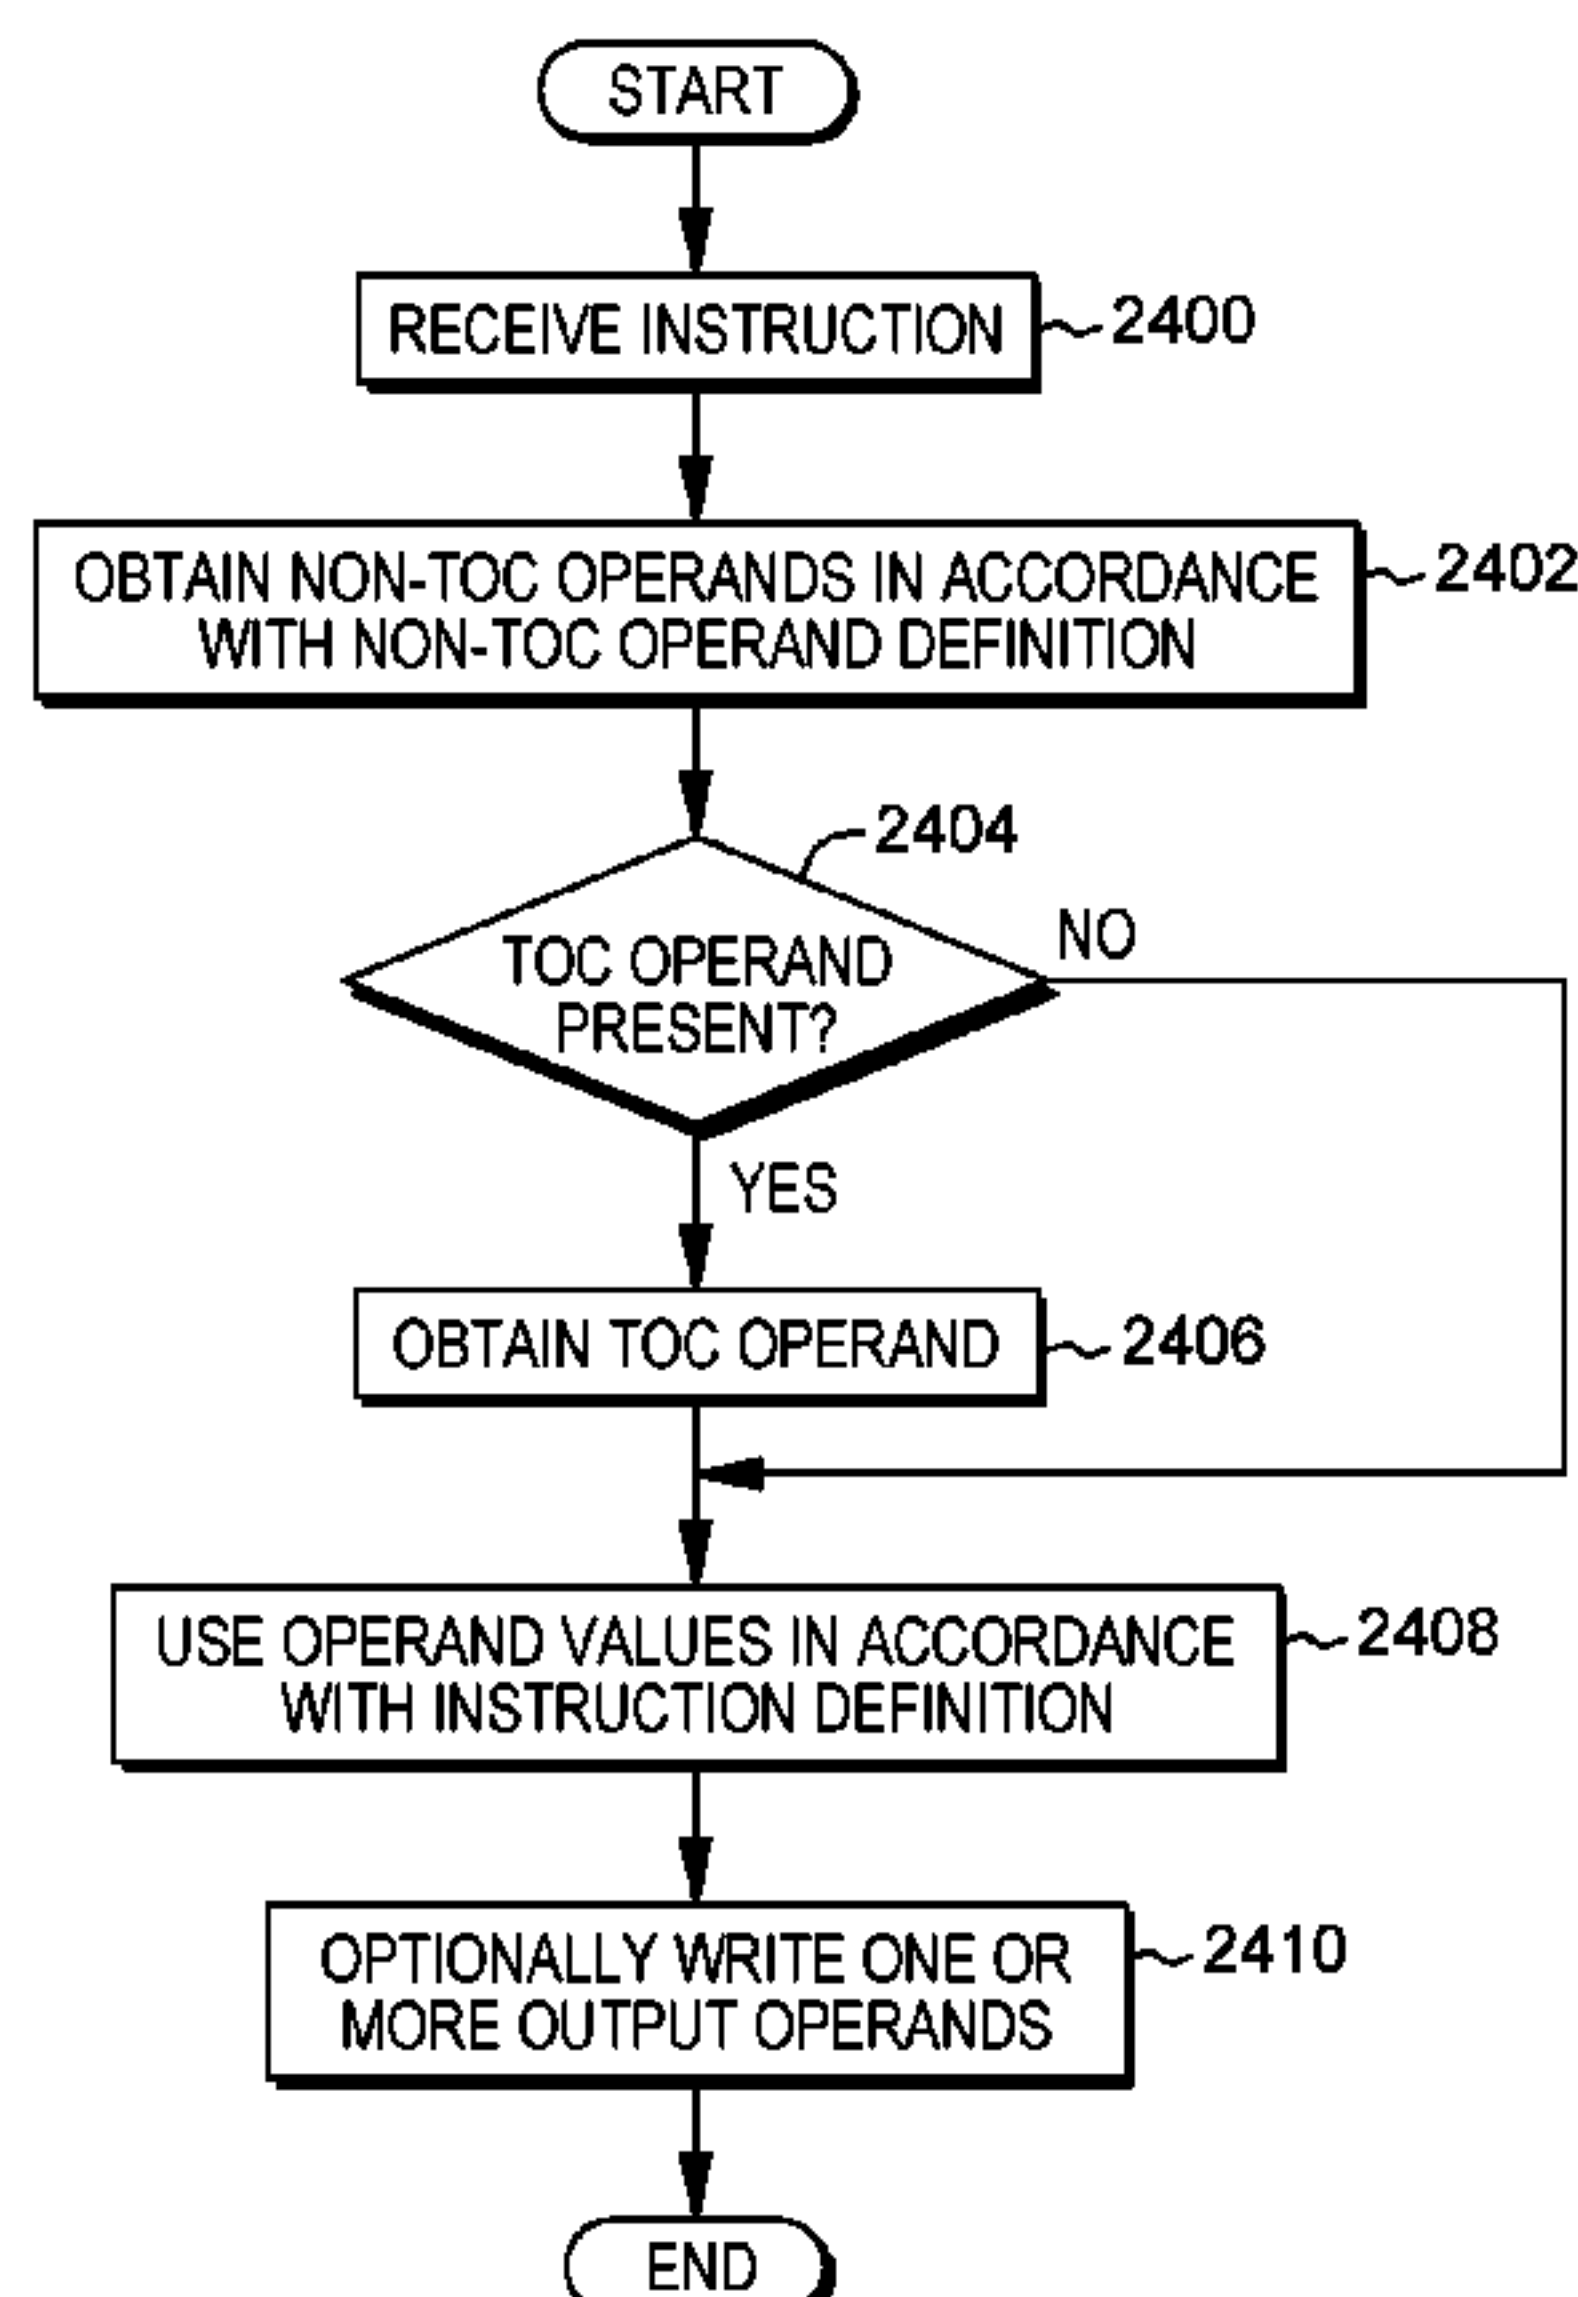 START
RECEIVE INSTRUCTION
2400
OBTAIN NON-TOC OPERANDS IN ACCORDANCE
WITH NON-TOC OPERAND DEFINITION
2402
2404
TOC OPERAND
PRESENT?
NO
YES
OBTAIN TOC OPERAND
2406
USE OPERAND VALUES IN ACCORDANCE
WITH INSTRUCTION DEFINITION
2408
OPTIONALLY WRITE ONE OR
MORE OUTPUT OPERANDS
2410
END